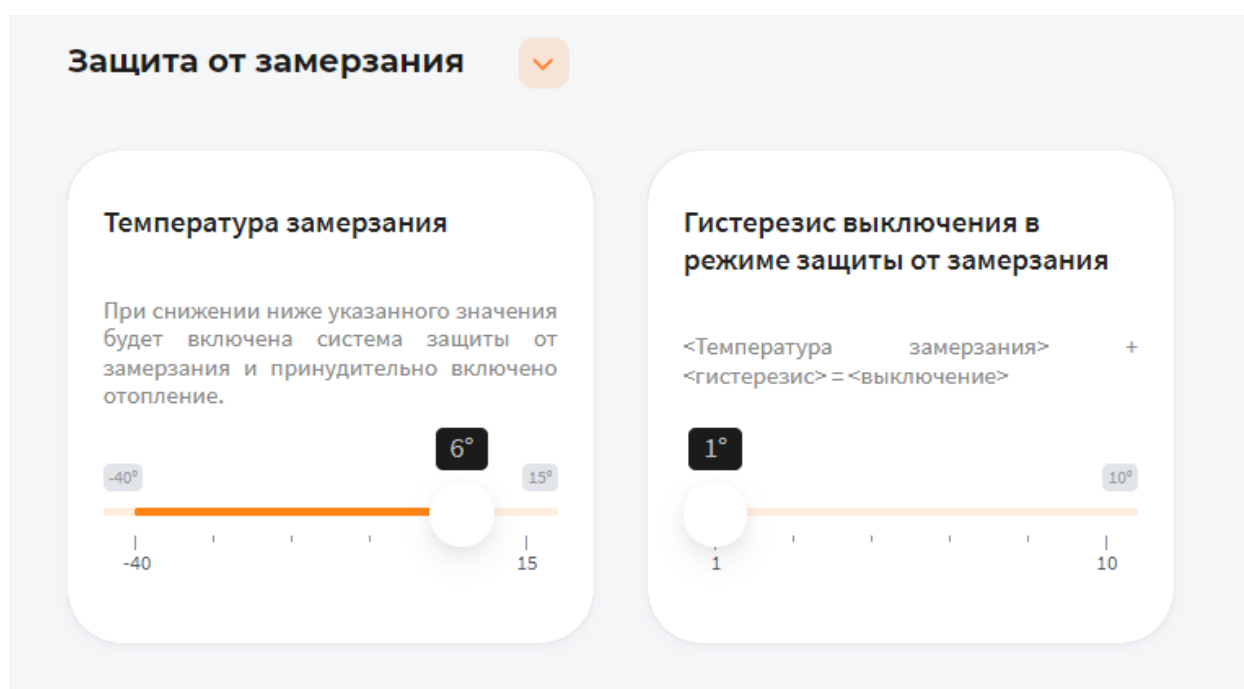 Защита от замерзания
Температура замерзания
При снижении ниже указанного значения
будет включена система защиты от
замерзания и принудительно включено
отопление.
6°
-40°
15°
-40
15
Гистерезис выключения в
режиме защиты от замерзания
<Температура замерзания> +
<гистерезис> = <выключение>
1°
10°
1
10